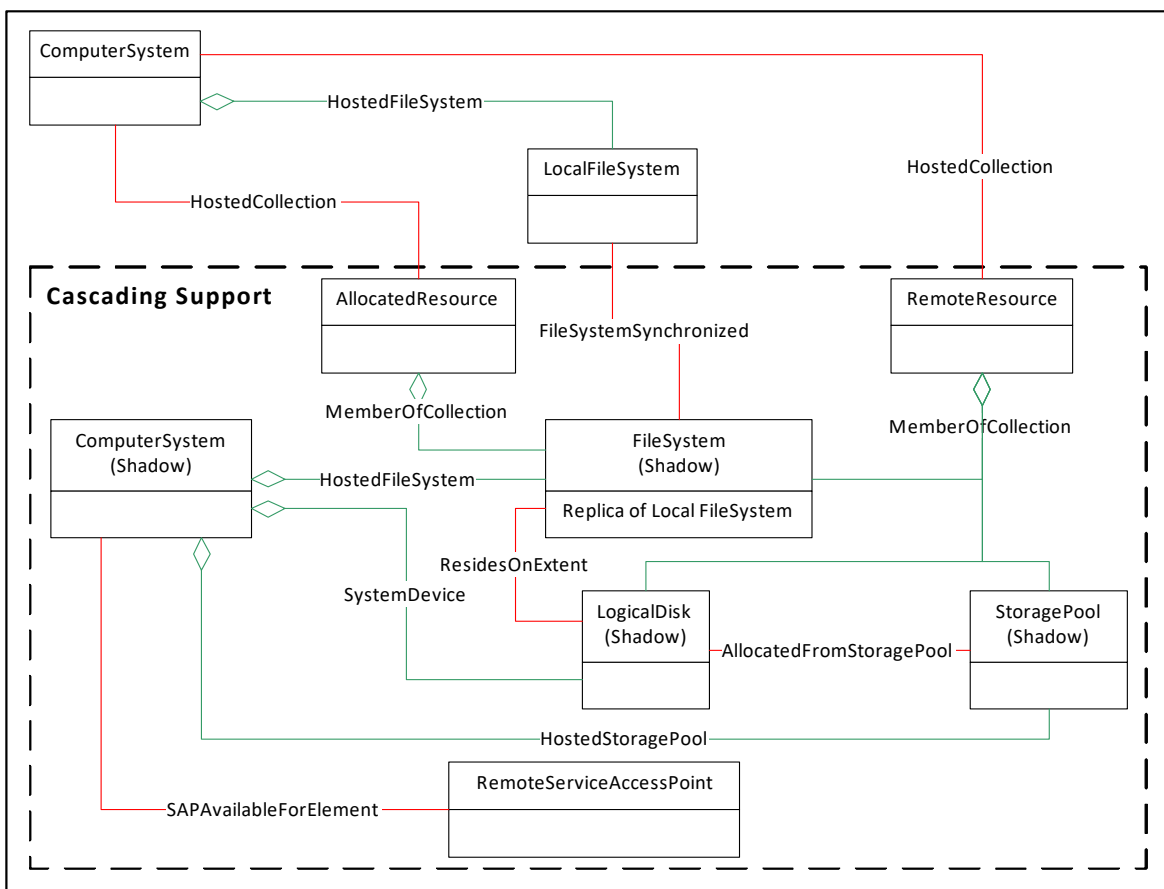 ComputerSystem
HostedFileSystem
LocalFileSystem
HostedCollection
HostedCollection
Cascading Support
AllocatedResource
RemoteResource
FileSystemSynchronized
MemberOfCollection
MemberOfCollection
ComputerSystem
(Shadow)
FileSystem
(Shadow)
HostedFileSystem
Replica of Local FileSystem
ResidesOnExtent
SystemDevice
LogicalDisk
(Shadow)
StoragePool
(Shadow)
AllocatedFromStoragePool
HostedStoragePool
RemoteServiceAccessPoint
SAPAvailableForElement